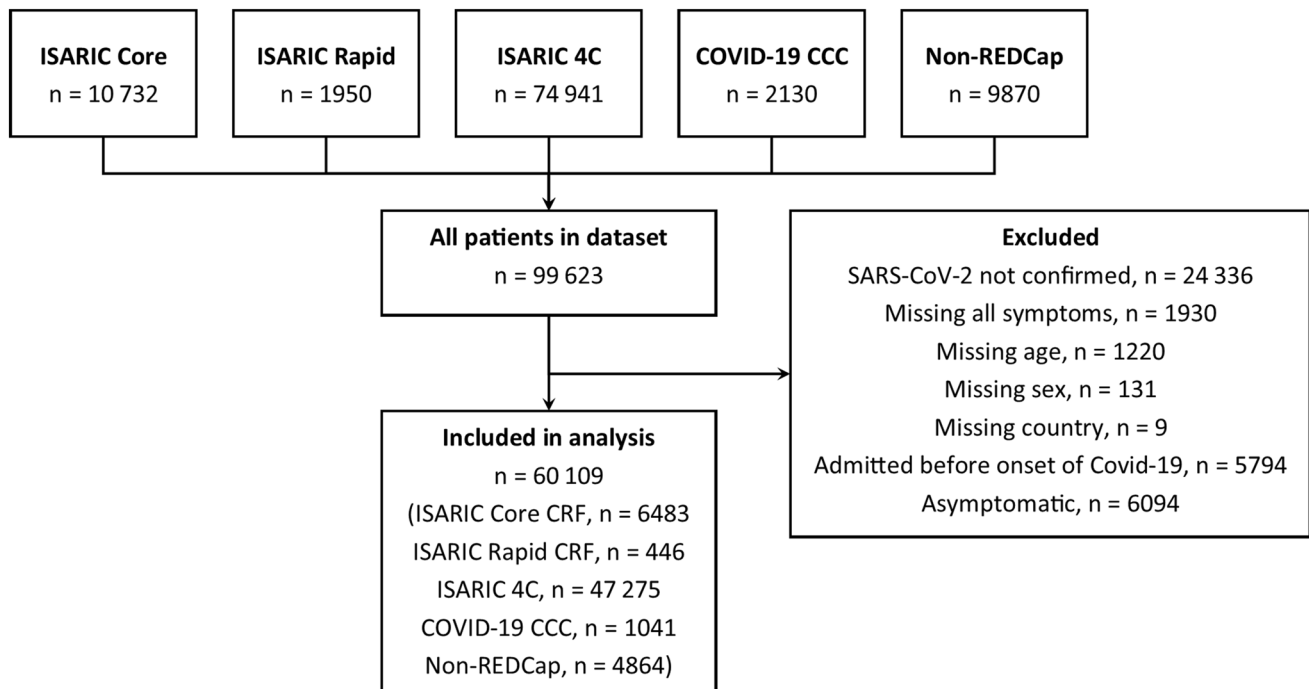 ISARIC Core
n = 10 732
ISARIC Rapid
n = 1950
ISARIC 4C
n = 74 941
COVID-19 CCC
n = 2130
Non-REDCap
n = 9870
All patients in dataset
n = 99 623
Excluded
SARS-CoV-2 not confirmed, n = 24 336
Missing all symptoms, n = 1930
Missing age, n = 1220
Missing sex, n = 131
Missing country, n = 9
Admitted before onset of Covid-19, n = 5794
Asymptomatic, n = 6094
Included in analysis
n = 60 109
(ISARIC Core CRF, n = 6483
ISARIC Rapid CRF, n = 446
ISARIC 4C, n = 47 275
COVID-19 CCC, n = 1041
Non-REDCap, n = 4864)